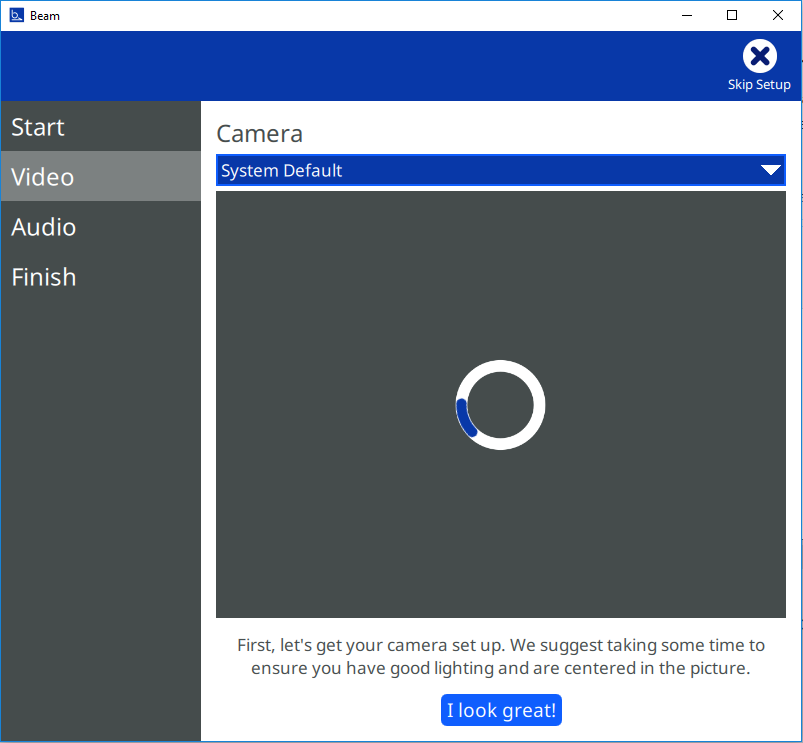 Beam
Skip Setup
Start
Video
Audio
Finish
Camera
System Default
First, let's get your camera set up. We suggest taking some time to
ensure you have good lighting and are centered in the picture.
I look great!